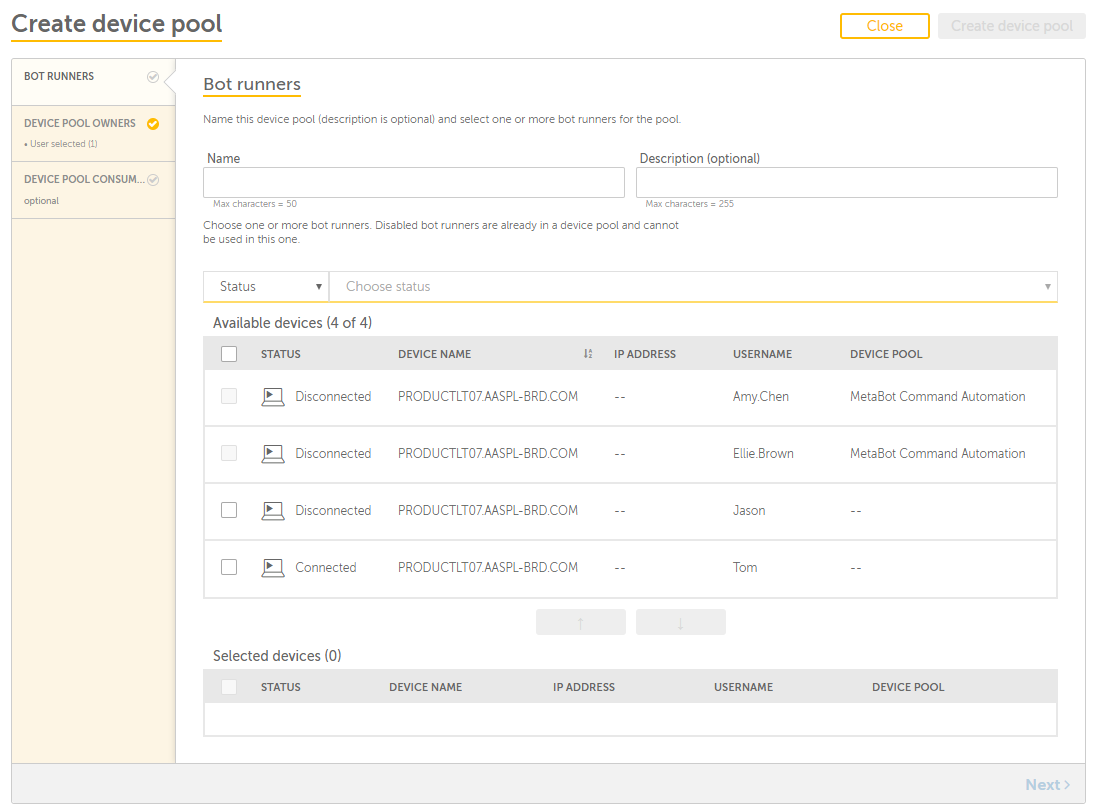 Create device pool
Close
Create device pool
BOT RUNNERS
DEVICE POOL OWNERS
• User selected (1)
DEVICE POOL CONSUM...
optional
Bot runners
Name this device pool (description is optional) and select one or more bot runners for the pool.
Name
Description (optional)
Max characters = 50
Max characters = 255
Choose one or more bot runners. Disabled bot runners are already in a device pool and cannot
be used in this one.
Status
Choose status
Available devices (4 of 4)
STATUS DEVICE NAME IP ADDRESS USERNAME DEVICE POOL
Disconnected PRODUCTLT07.AASPL-BRD.COM -- Amy.Chen MetaBot Command Automation
Disconnected PRODUCTLT07.AASPL-BRD.COM -- Ellie.Brown MetaBot Command Automation
Disconnected PRODUCTLT07.AASPL-BRD.COM -- Jason --
Connected PRODUCTLT07.AASPL-BRD.COM -- Tom --
↑ ↓
Selected devices (0)
STATUS DEVICE NAME IP ADDRESS USERNAME DEVICE POOL
Next >